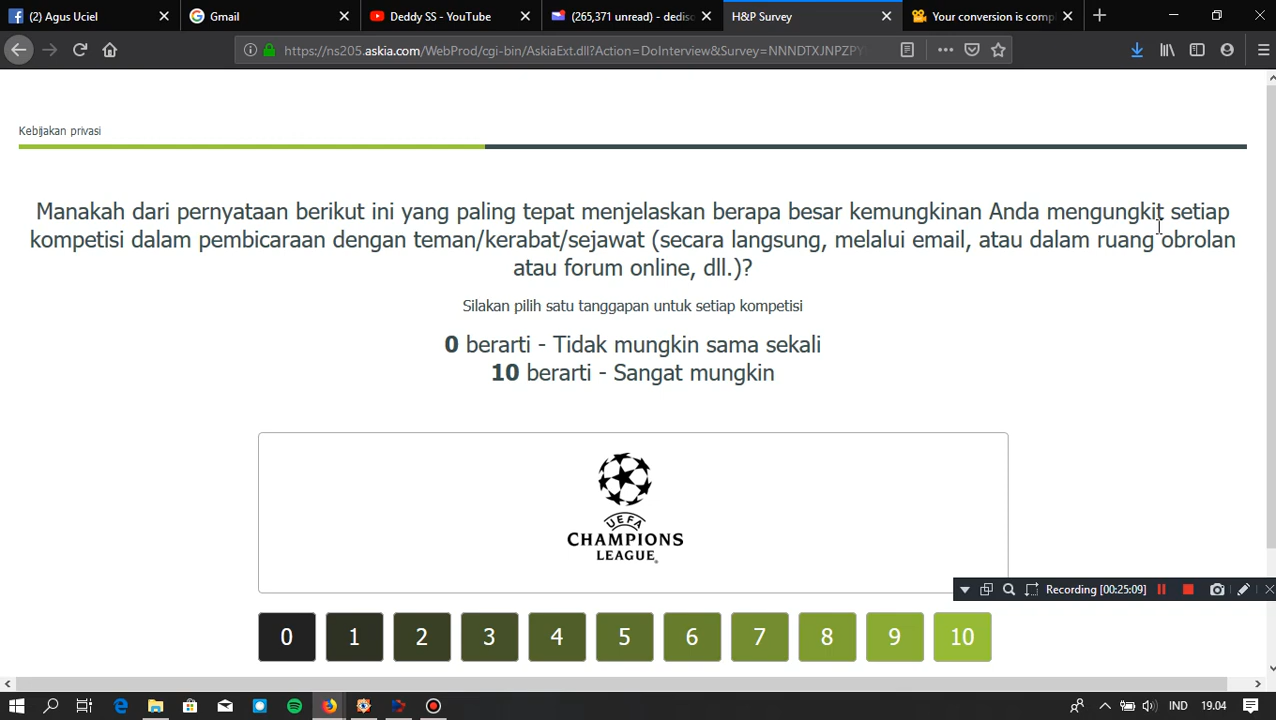 (2) Agus Uciel
Gmail
Deddy SS - YouTube
(265,371 unread) - dediso
H&P Survey
Your conversion is comp
https://ns205.askia.com/WebProd/cgi-bin/AskiaExt.dll?Action=DoInterview&Survey=NNNDTXJNPZPY
Kebijakan privasi
Manakah dari pernyataan berikut ini yang paling tepat menjelaskan berapa besar kemungkinan Anda mengungkit setiap
kompetisi dalam pembicaraan dengan teman/kerabat/sejawat (secara langsung, melalui email, atau dalam ruang obrolan
atau forum online, dll.)?
Silakan pilih satu tanggapan untuk setiap kompetisi
0 berarti - Tidak mungkin sama sekali
10 berarti - Sangat mungkin
UEFA
CHAMPIONS
LEAGUE®
Recording [00:25:09]
0 1 2 3 4 5 6 7 8 9 10
IND 19.04